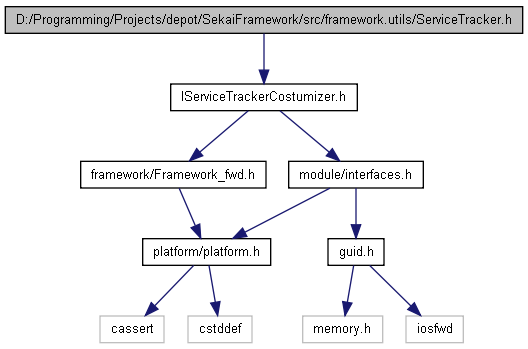 D:/Programming/Projects/depot/SekaiFramework/src/framework.utils/ServiceTracker.h
IServiceTrackerCostumizer.h
framework/Framework_fwd.h
module/interfaces.h
platform/platform.h
guid.h
cassert
cstddef
memory.h
iosfwd